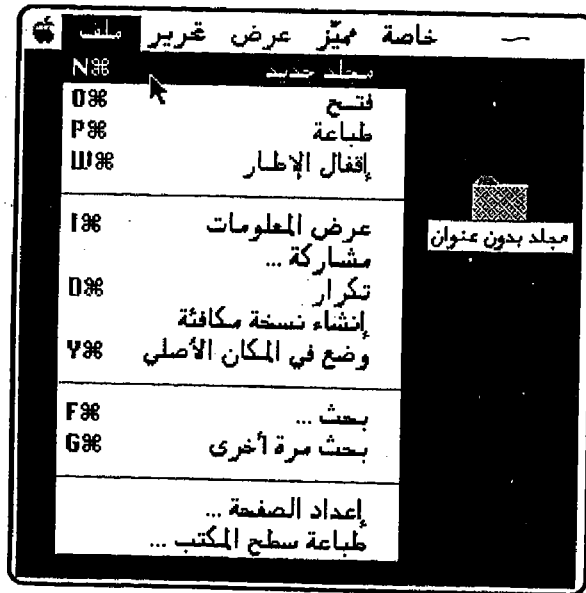 ملف تحرير عرض مميّز خاصة
مجلد جديد ⌘N
فتح ⌘O
طباعة ⌘P
إقفال الإطار ⌘W
عرض المعلومات ⌘I
مشاركة ...
تكرار ⌘D
إنشاء نسخة مكافئة
وضع في المكان الأصلي ⌘Y
بحث ... ⌘F
بحث مرة أخرى ⌘G
إعداد الصفحة ...
طباعة سطح المكتب ...
مجلد بدون عنوان